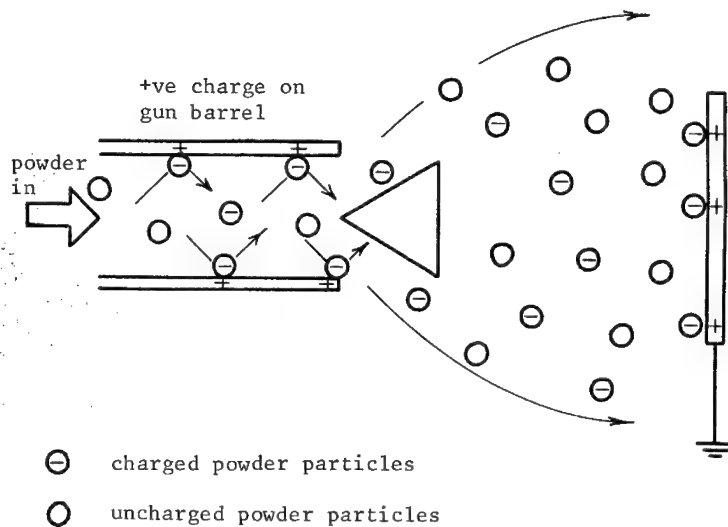 +ve charge on
gun barrel
powder
in
charged powder particles
uncharged powder particles